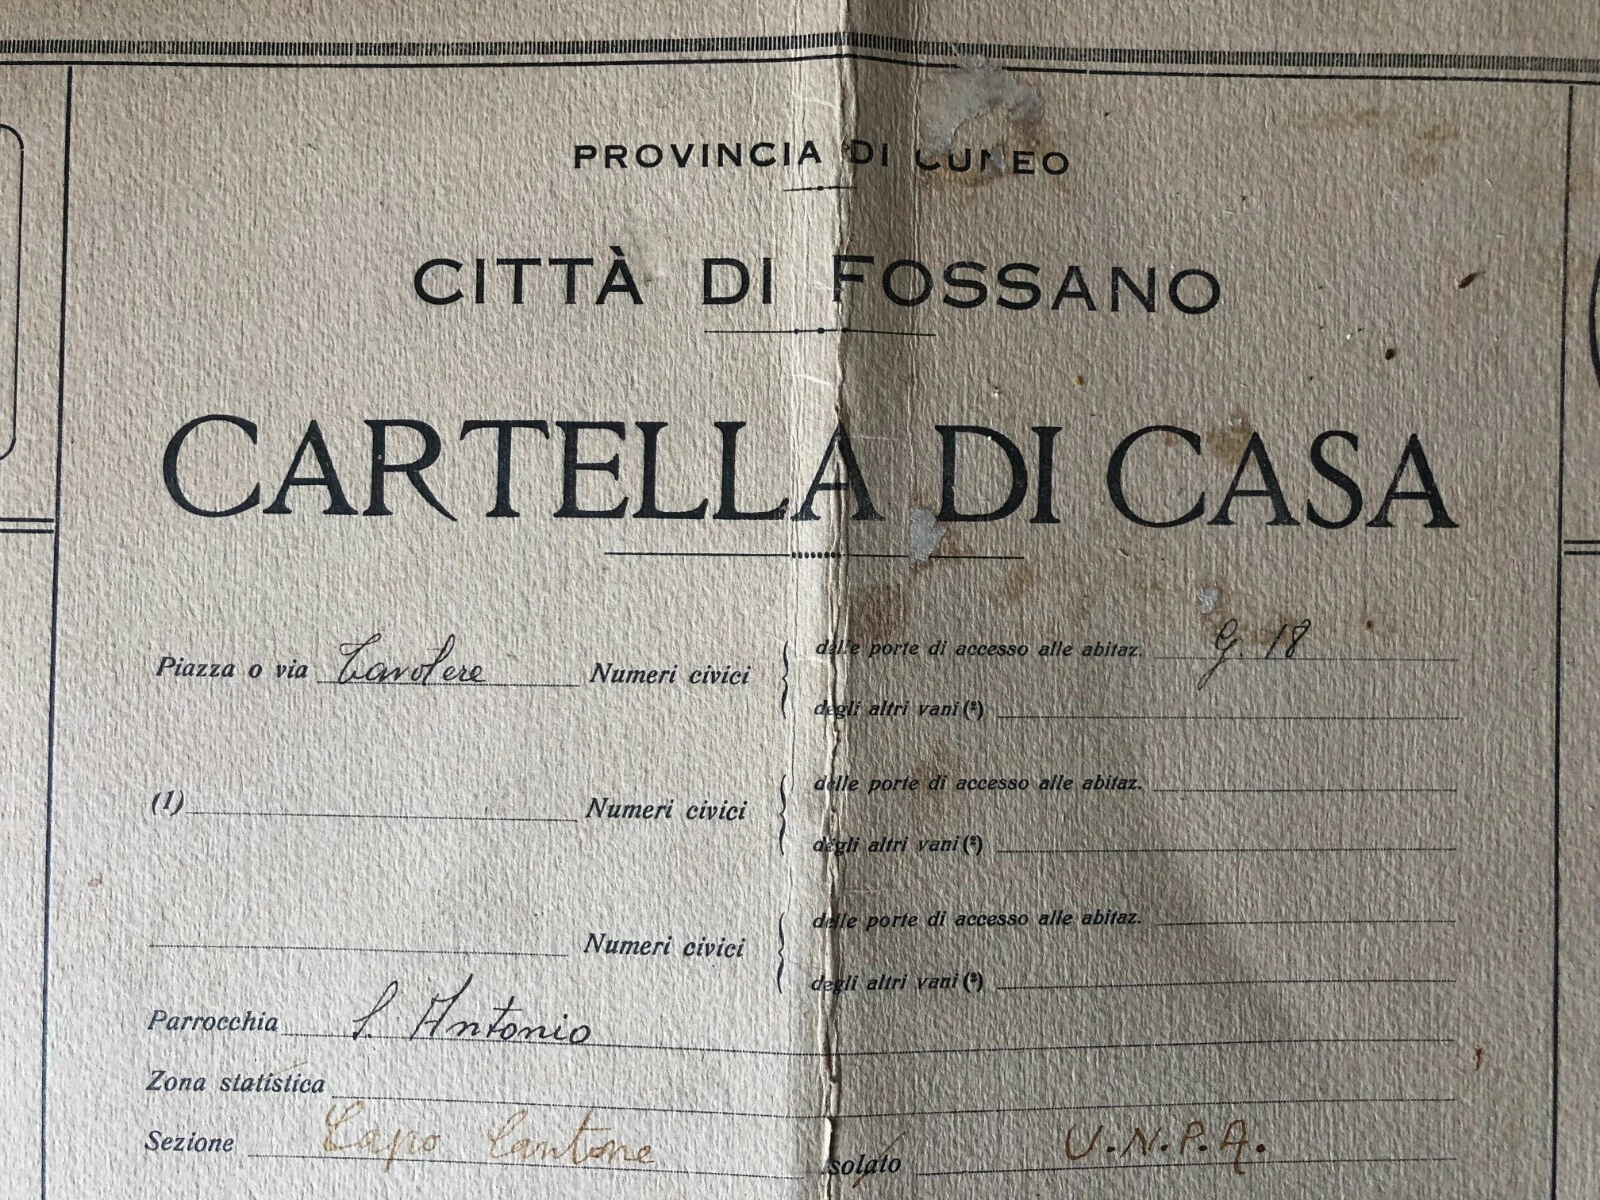 PROVINCIA DI CUNEO
CITTÀ DI FOSSANO
CARTELLA DI CASA
Piazza o via Tavolere Numeri civici delle porte di accesso alle abitaz. G. 18
degli altri vani (2)
(1) Numeri civici delle porte di accesso alle abitaz.
degli altri vani (2)
Numeri civici delle porte di accesso alle abitaz.
degli altri vani (2)
Parrocchia S. Antonio
Zona statistica
Sezione Capo Cantone Isolato U.N.P.A.